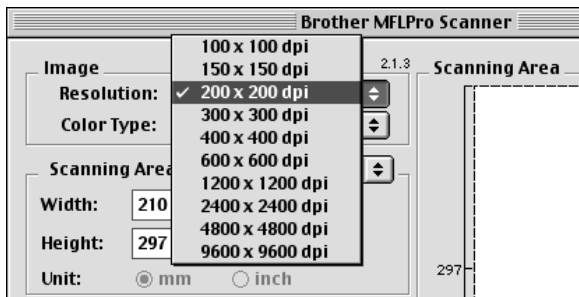 Brother MFLPro Scanner
Image
2.1.3
Resolution:
Color Type:
100 x 100 dpi
150 x 150 dpi
✓ 200 x 200 dpi
300 x 300 dpi
400 x 400 dpi
600 x 600 dpi
1200 x 1200 dpi
2400 x 2400 dpi
4800 x 4800 dpi
9600 x 9600 dpi
Scanning Area
Width: 210
Height: 297
Unit: mm inch
Scanning Area
297